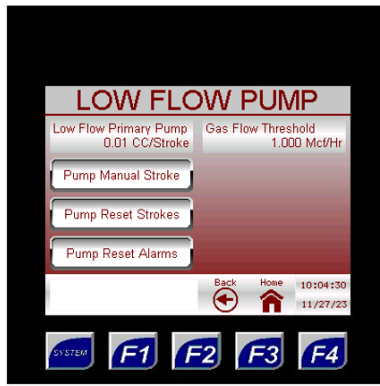 LOW FLOW PUMP
Low Flow Primary Pump
0.01 CC/Stroke
Gas Flow Threshold
1.000 Mcf/Hr
Pump Manual Stroke
Pump Reset Strokes
Pump Reset Alarms
Back
Home
10:04:30
11/27/23
SYSTEM
F1
F2
F3
F4